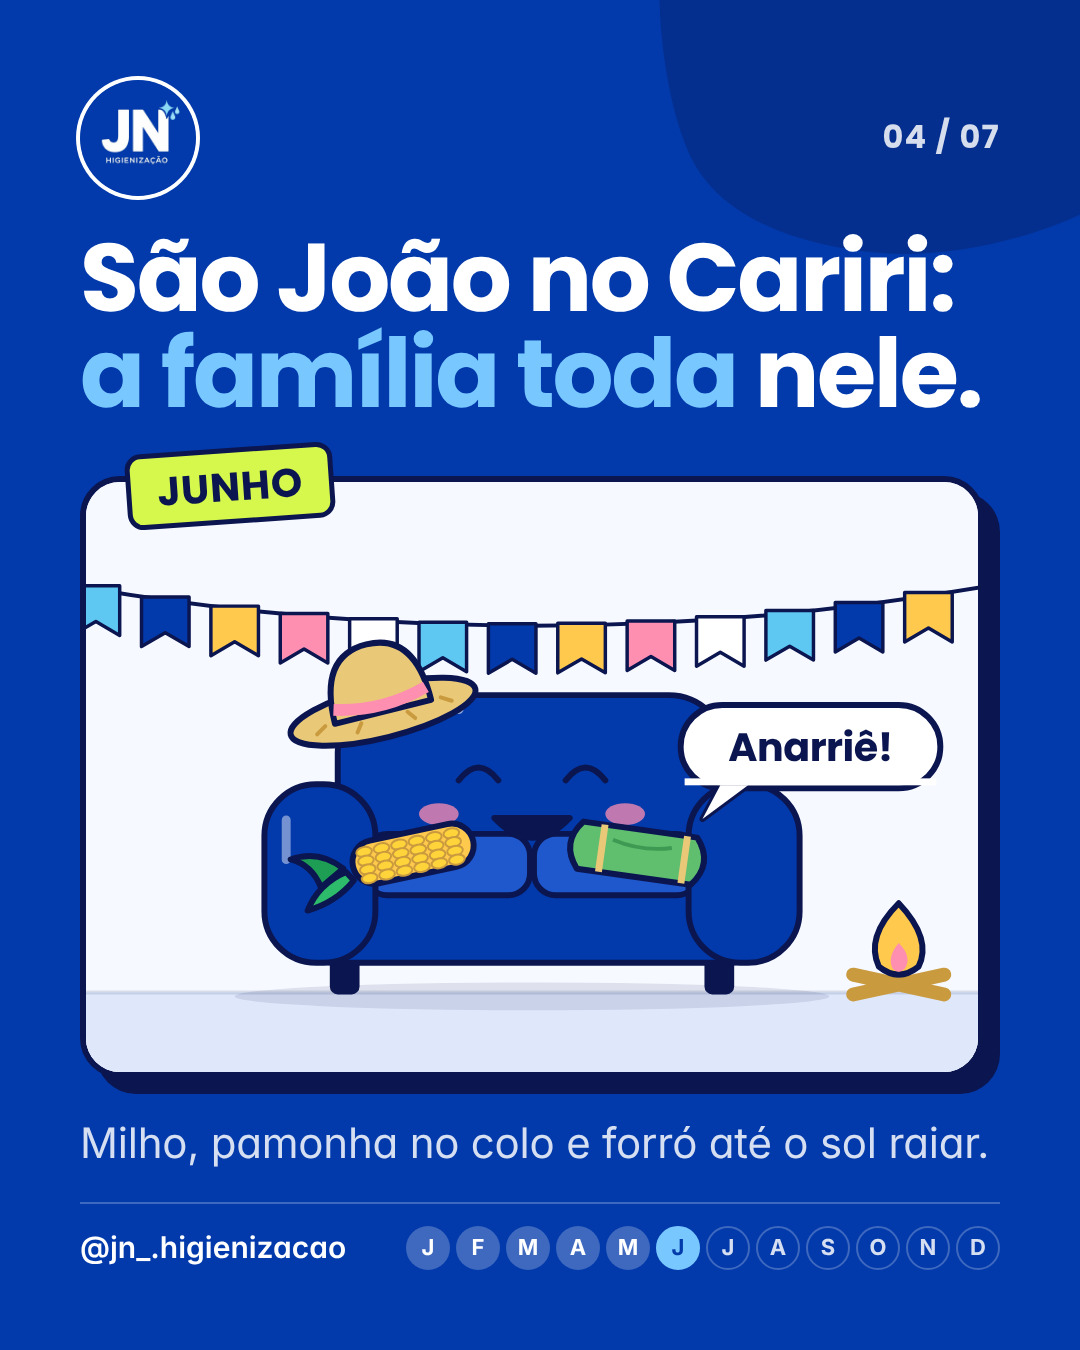 JN
HIGIENIZAÇÃO
04 / 07
São João no Cariri:
a família toda nele.
JUNHO
Anarriê!
Milho, pamonha no colo e forró até o sol raiar.
@jn_.higienizacao
J F M A M J J A S O N D